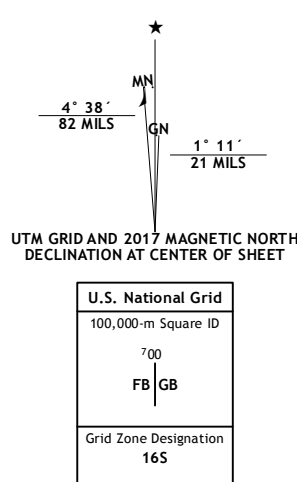 MN
4° 38´
82 MILS
GN
1° 11´
21 MILS
UTM GRID AND 2017 MAGNETIC NORTH
DECLINATION AT CENTER OF SHEET
U.S. National Grid
100,000-m Square ID
⁷00
FB GB
Grid Zone Designation
16S